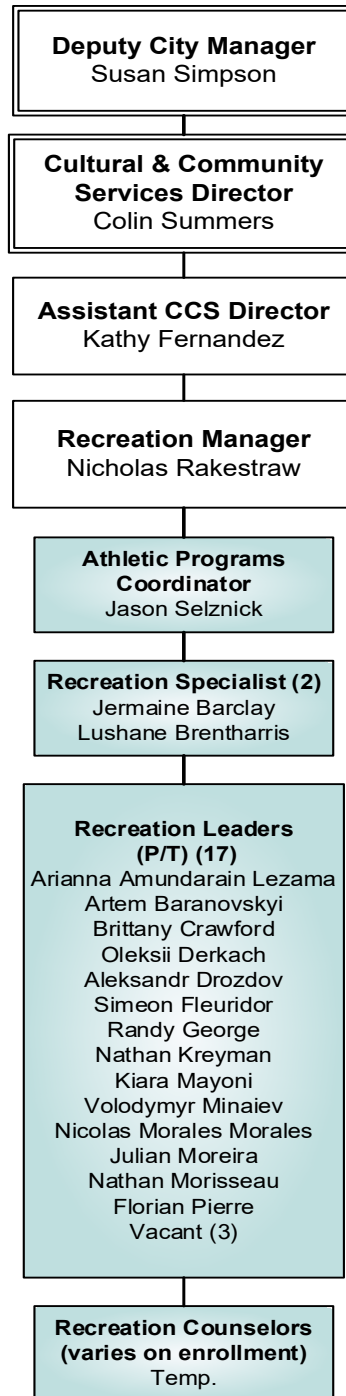 Deputy City Manager
Susan Simpson
Cultural & Community
Services Director
Colin Summers
Assistant CCS Director
Kathy Fernandez
Recreation Manager
Nicholas Rakestraw
Athletic Programs
Coordinator
Jason Selznick
Recreation Specialist (2)
Jermaine Barclay
Lushane Brentharris
Recreation Leaders
(P/T) (17)
Arianna Amundarain Lezama
Artem Baranovskyi
Brittany Crawford
Oleksii Derkach
Aleksandr Drozdov
Simeon Fleuridor
Randy George
Nathan Kreyman
Kiara Mayoni
Volodymyr Minaiev
Nicolas Morales Morales
Julian Moreira
Nathan Morisseau
Florian Pierre
Vacant (3)
Recreation Counselors
(varies on enrollment)
Temp.